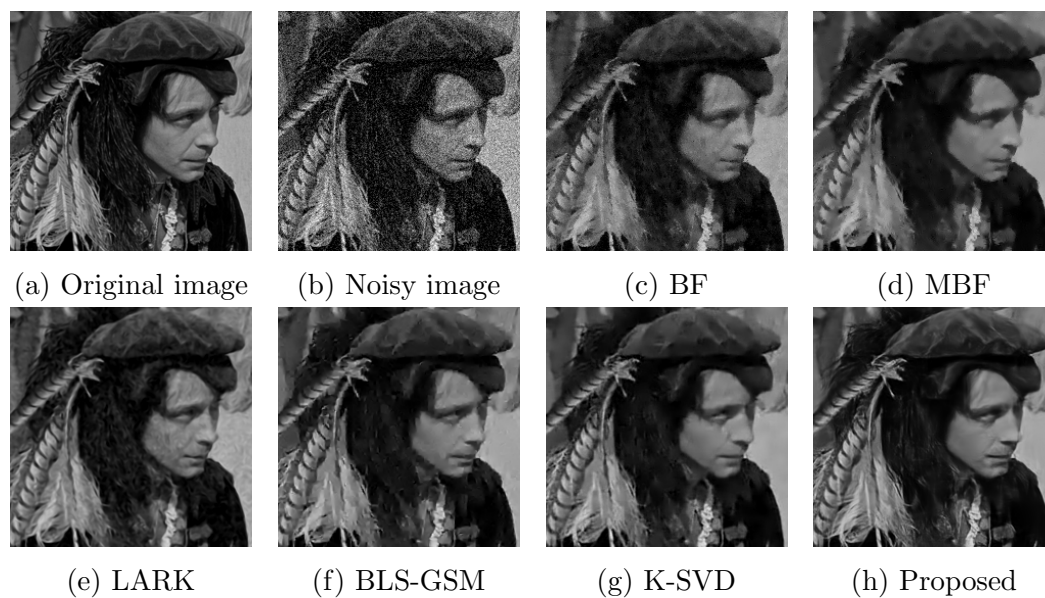 (a) Original image (b) Noisy image (c) BF (d) MBF
(e) LARK (f) BLS-GSM (g) K-SVD (h) Proposed